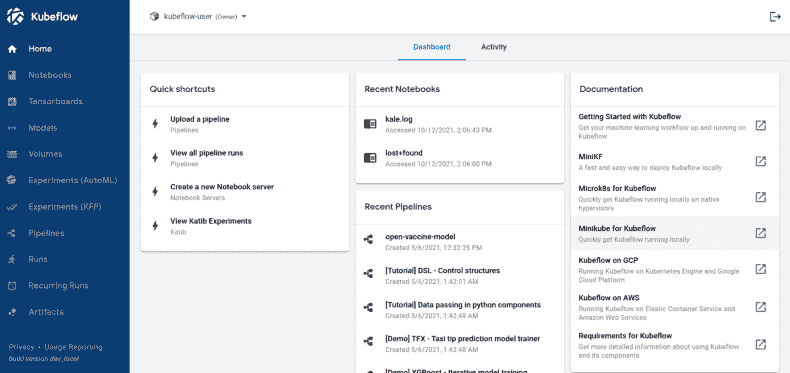 Kubeflow
kubeflow-user (Owner)
Home
Notebooks
Tensorboards
Models
Volumes
Experiments (AutoML)
Experiments (KFP)
Pipelines
Runs
Recurring Runs
Artifacts
Privacy • Usage Reporting
build version dev_local
Dashboard
Activity
Quick shortcuts
Upload a pipeline
Pipelines
View all pipeline runs
Pipelines
Create a new Notebook server
Notebook Servers
View Katib Experiments
Katib
Recent Notebooks
kale.log
Accessed 10/12/2021, 2:06:43 PM
lost+found
Accessed 10/12/2021, 2:06:00 PM
Recent Pipelines
open-vaccine-model
Created 5/6/2021, 12:32:25 PM
[Tutorial] DSL - Control structures
Created 5/6/2021, 1:42:51 AM
[Tutorial] Data passing in python components
Created 5/6/2021, 1:42:49 AM
[Demo] TFX - Taxi tip prediction model trainer
Created 5/6/2021, 1:42:48 AM
[Demo] XGBoost - Iterative model training
Documentation
Getting Started with Kubeflow
Get your machine-learning workflow up and running on
Kubeflow
MiniKF
A fast and easy way to deploy Kubeflow locally
Microk8s for Kubeflow
Quickly get Kubeflow running locally on native
hypervisors
Minikube for Kubeflow
Quickly get Kubeflow running locally
Kubeflow on GCP
Running Kubeflow on Kubernetes Engine and Google
Cloud Platform
Kubeflow on AWS
Running Kubeflow on Elastic Container Service and
Amazon Web Services
Requirements for Kubeflow
Get more detailed information about using Kubeflow
and its components